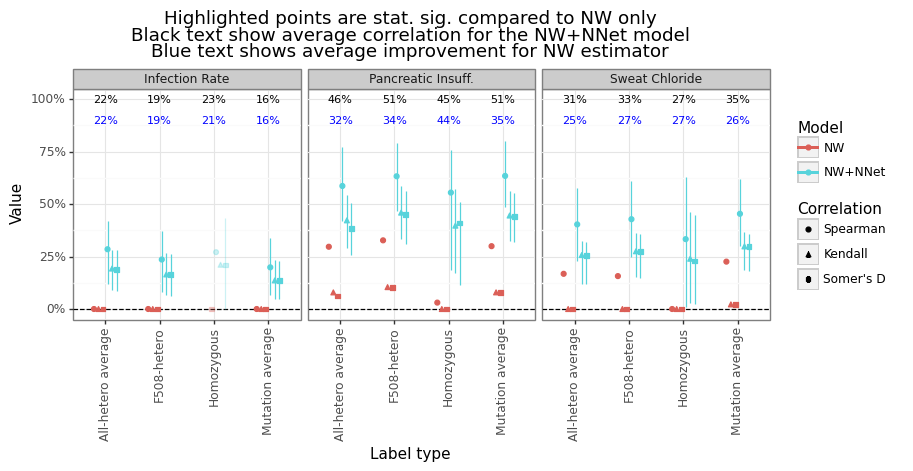 Highlighted points are stat. sig. compared to NW only
Black text show average correlation for the NW+NNet model
Blue text shows average improvement for NW estimator
Infection Rate Pancreatic Insuff. Sweat Chloride
100% 22% 19% 23% 16% 46% 51% 45% 51% 31% 33% 27% 35%
22% 19% 21% 16% 32% 34% 44% 35% 25% 27% 27% 26%
75%
50%
25%
0%
Value
All-hetero average
F508-hetero
Homozygous
Mutation average
All-hetero average
F508-hetero
Homozygous
Mutation average
All-hetero average
F508-hetero
Homozygous
Mutation average
Label type
Model
NW
NW+NNet
Correlation
Spearman
Kendall
Somer's D